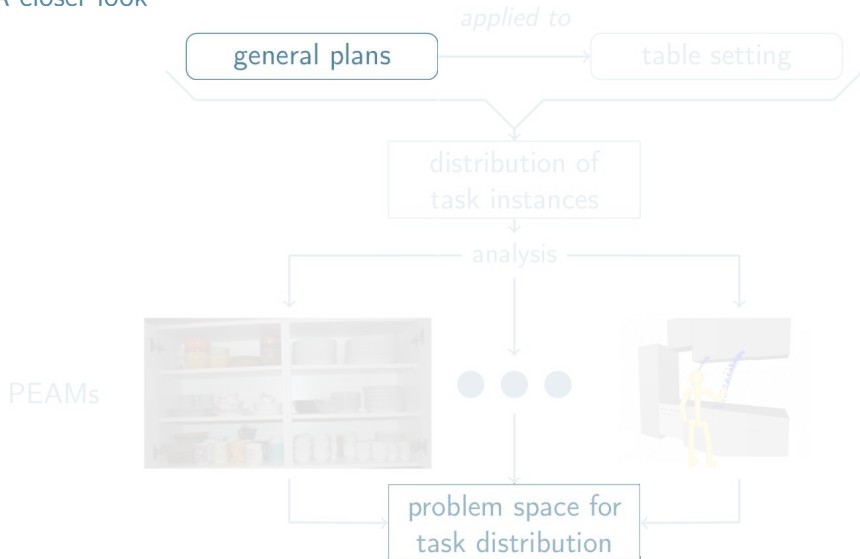 A closer look
applied to
general plans
table setting
distribution of
task instances
analysis
PEAMs
problem space for
task distribution